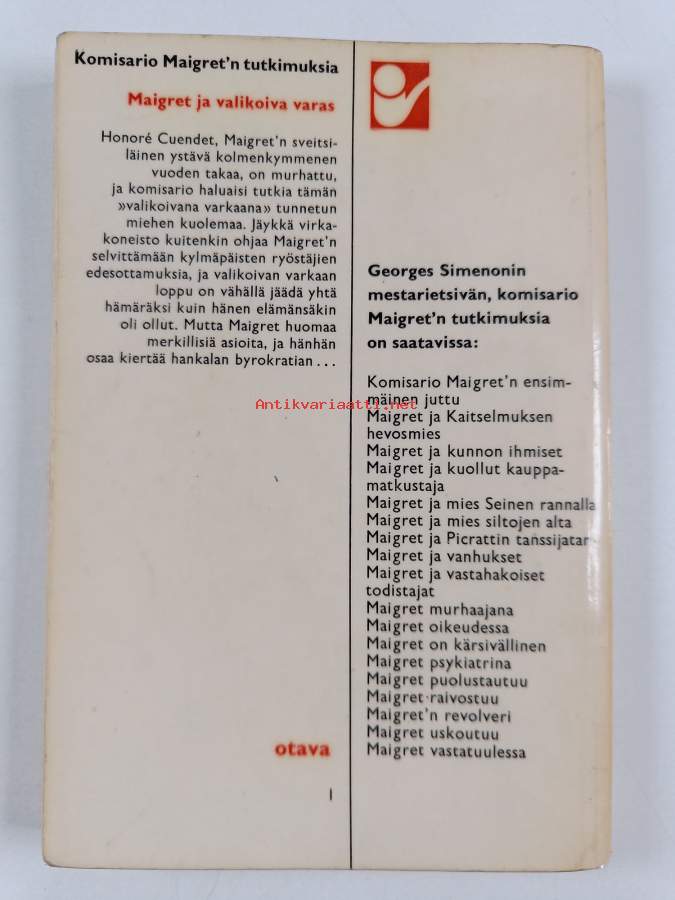 Komisario Maigret'n tutkimuksia
Maigret ja valikoiva varas
Honoré Cuendet, Maigret'n sveitsi-
läinen ystävä kolmenkymmenen
vuoden takaa, on murhattu,
ja komisario haluaisi tutkia tämän
»valikoivana varkaana» tunnetun
miehen kuolemaa. Jäykkä virka-
koneisto kuitenkin ohjaa Maigret'n
selvittämään kylmäpäisten ryöstäjien
edesottamuksia, ja valikoivan varkaan
loppu on vähällä jäädä yhtä
hämäräksi kuin hänen elämänsäkin
oli ollut. Mutta Maigret huomaa
merkillisiä asioita, ja hänhän
osaa kiertää hankalan byrokratian ...
otava
Georges Simenonin
mestarietsivän, komisario
Maigret'n tutkimuksia
on saatavissa:
Komisario Maigret'n ensim-
mäinen juttu
Maigret ja Kaitselmuksen
hevosmies
Maigret ja kunnon ihmiset
Maigret ja kuollut kauppa-
matkustaja
Maigret ja mies Seinen rannalla
Maigret ja mies siltojen alta
Maigret ja Picrattin tanssijatar
Maigret ja vanhukset
Maigret ja vastahakoiset
todistajat
Maigret murhaajana
Maigret oikeudessa
Maigret on kärsivällinen
Maigret psykiatrina
Maigret puolustautuu
Maigret raivostuu
Maigret'n revolveri
Maigret uskoutuu
Maigret vastatuulessa
Antikvariaatti.net